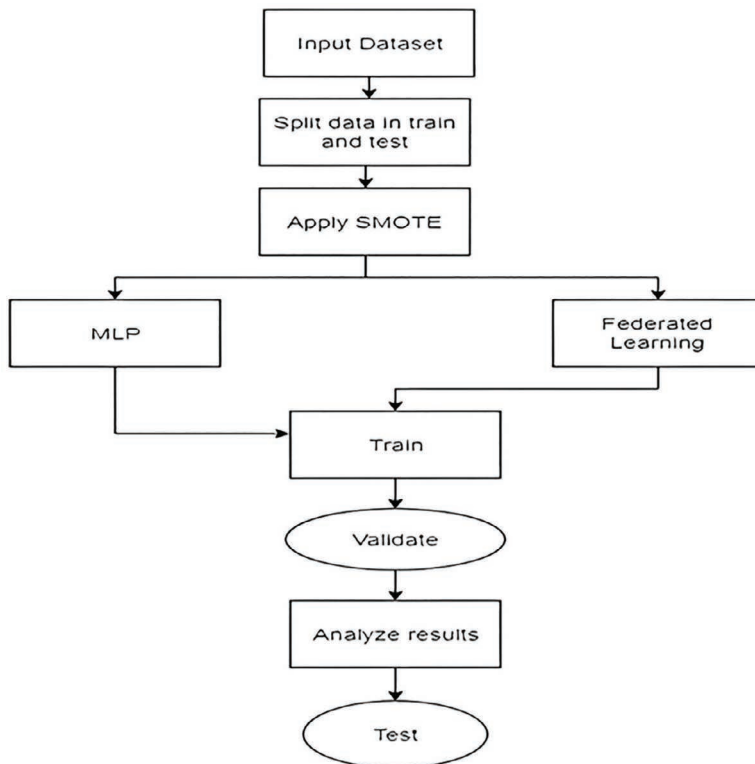 Input Dataset
Split data in train
and test
Apply SMOTE
MLP
Federated
Learning
Train
Validate
Analyze results
Test